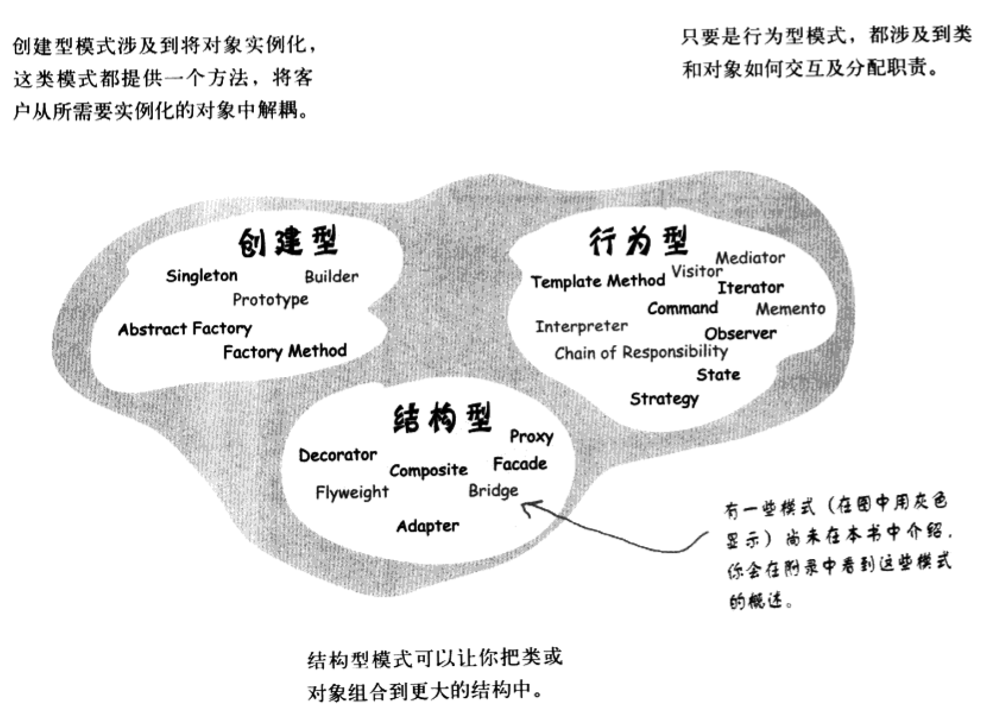 创建型模式涉及到将对象实例化，
这类模式都提供一个方法，将客
户从所需要实例化的对象中解耦。
只要是行为型模式，都涉及到类
和对象如何交互及分配职责。
创建型
Singleton
Builder
Prototype
Abstract Factory
Factory Method
行为型
Mediator
Visitor
Template Method
Iterator
Command
Memento
Interpreter
Observer
Chain of Responsibility
State
Strategy
结构型
Proxy
Decorator
Composite
Facade
Flyweight
Bridge
Adapter
有一些模式（在图中用灰色
显示）尚未在本书中介绍，
你会在附录中看到这些模式
的概述。
结构型模式可以让你把类或
对象组合到更大的结构中。